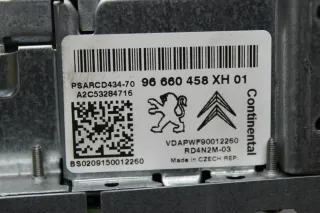 PSARCD434-70
A2C53284716
96 660 458 XH 01
Continental
VDAPWF90012260
RD4N2M-03
Made in CZECH REP.
BS0209150012260